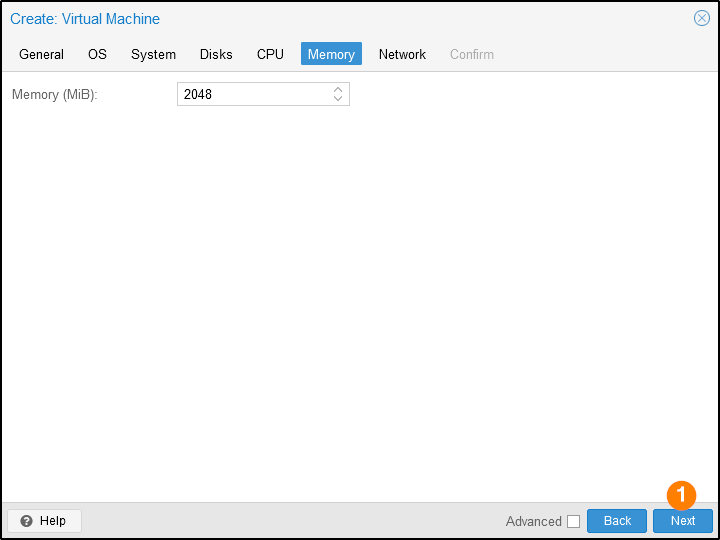 Create: Virtual Machine
General OS System Disks CPU Memory Network Confirm
Memory (MiB): 2048
1
Help Advanced Back Next